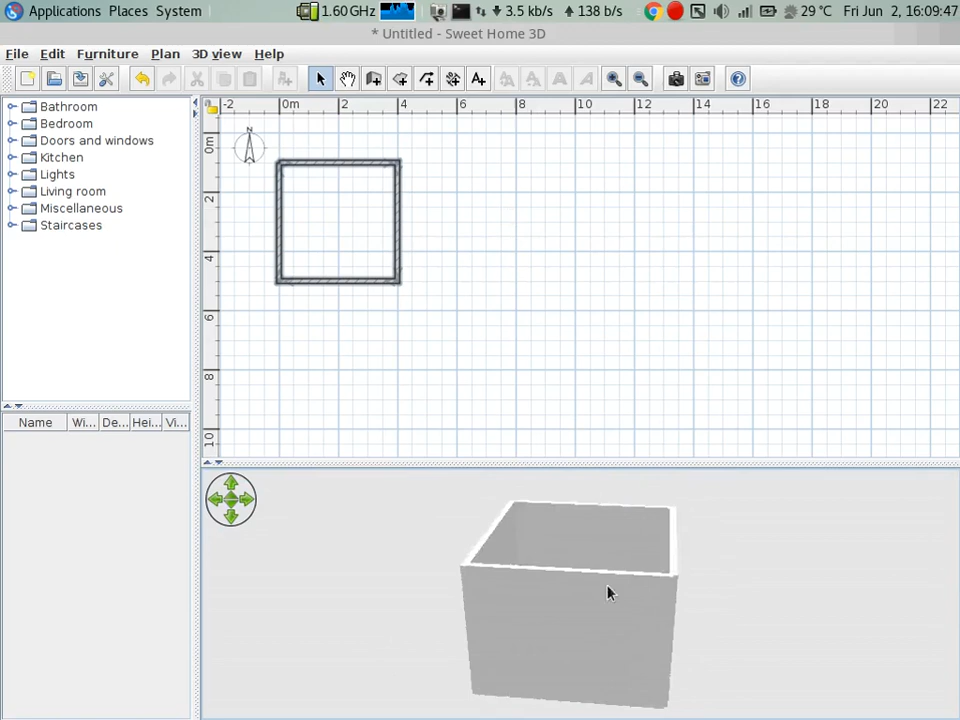 Applications Places System 1.60 GHz 3.5 kb/s 138 b/s 29 °C Fri Jun 2, 16:09:47
* Untitled - Sweet Home 3D
File Edit Furniture Plan 3D view Help
Bathroom
Bedroom
Doors and windows
Kitchen
Lights
Living room
Miscellaneous
Staircases
-2 0m 2 4 6 8 10 12 14 16 18 20 22
N
0m
2
4
6
8
10
Name Wi... De... Hei... Vi...